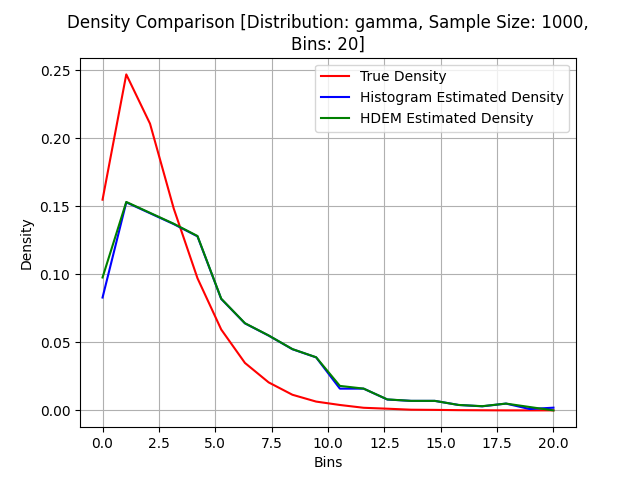 Density Comparison [Distribution: gamma, Sample Size: 1000,
Bins: 20]
True Density
Histogram Estimated Density
HDEM Estimated Density
Density
0.25
0.20
0.15
0.10
0.05
0.00
0.0 2.5 5.0 7.5 10.0 12.5 15.0 17.5 20.0
Bins